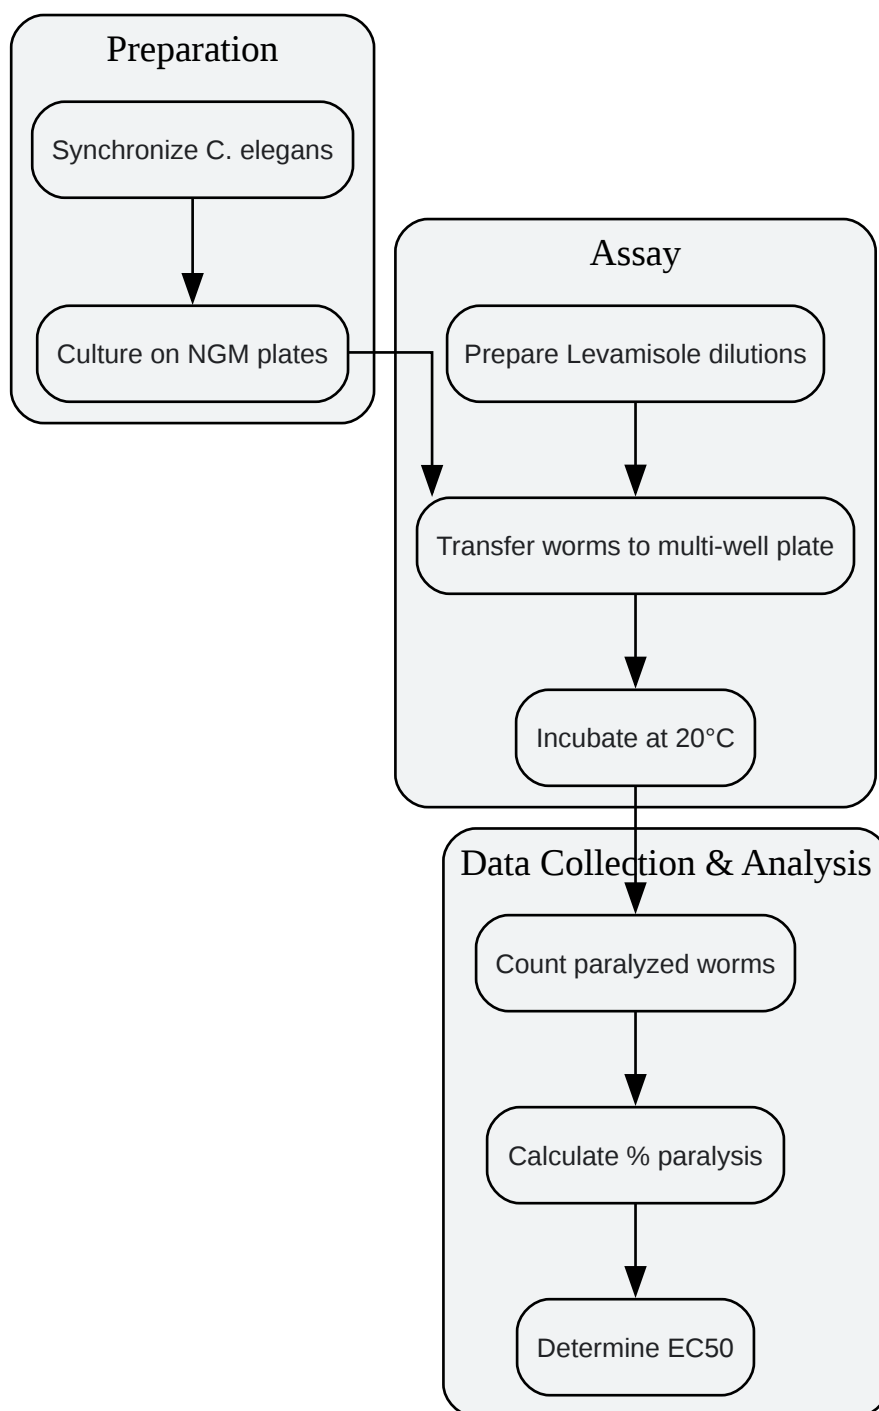 Preparation
Synchronize C. elegans
Culture on NGM plates
Assay
Prepare Levamisole dilutions
Transfer worms to multi-well plate
Incubate at 20°C
Data Collection & Analysis
Count paralyzed worms
Calculate % paralysis
Determine EC50